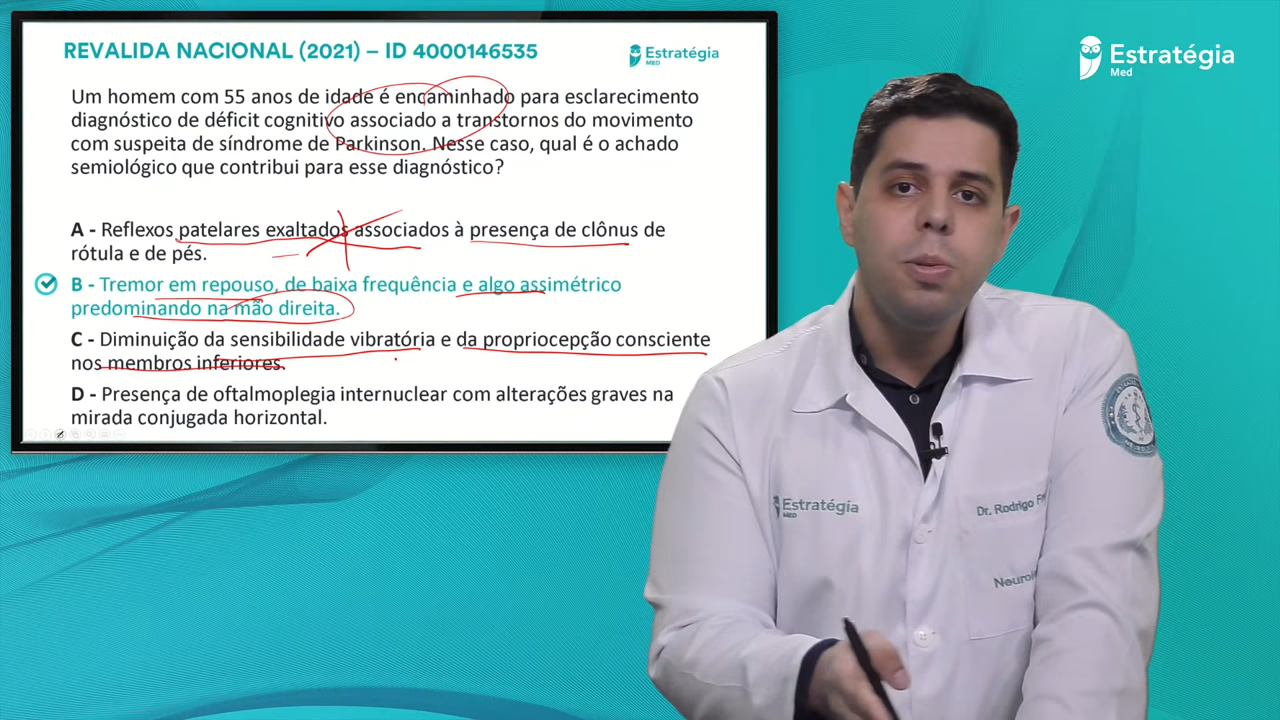 REVALIDA NACIONAL (2021) – ID 4000146535
Estratégia
MED
Um homem com 55 anos de idade é encaminhado para esclarecimento
diagnóstico de déficit cognitivo associado a transtornos do movimento
com suspeita de síndrome de Parkinson. Nesse caso, qual é o achado
semiológico que contribui para esse diagnóstico?
A - Reflexos patelares exaltados associados à presença de clônus de
rótula e de pés.
B - Tremor em repouso, de baixa frequência e algo assimétrico
predominando na mão direita.
C - Diminuição da sensibilidade vibratória e da propriocepção consciente
nos membros inferiores.
D - Presença de oftalmoplegia internuclear com alterações graves na
mirada conjugada horizontal.
Estratégia
Med
Estratégia
MED
Dr. Rodrigo